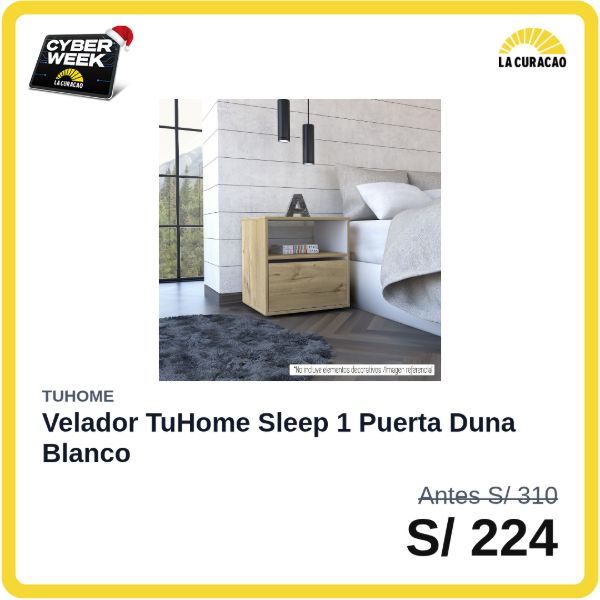 CYBER
WEEK
LA CURACAO
LA CURACAO
A
*No incluye elementos decorativos /Imagen referencial
TUHOME
Velador TuHome Sleep 1 Puerta Duna
Blanco
Antes S/ 310
S/ 224